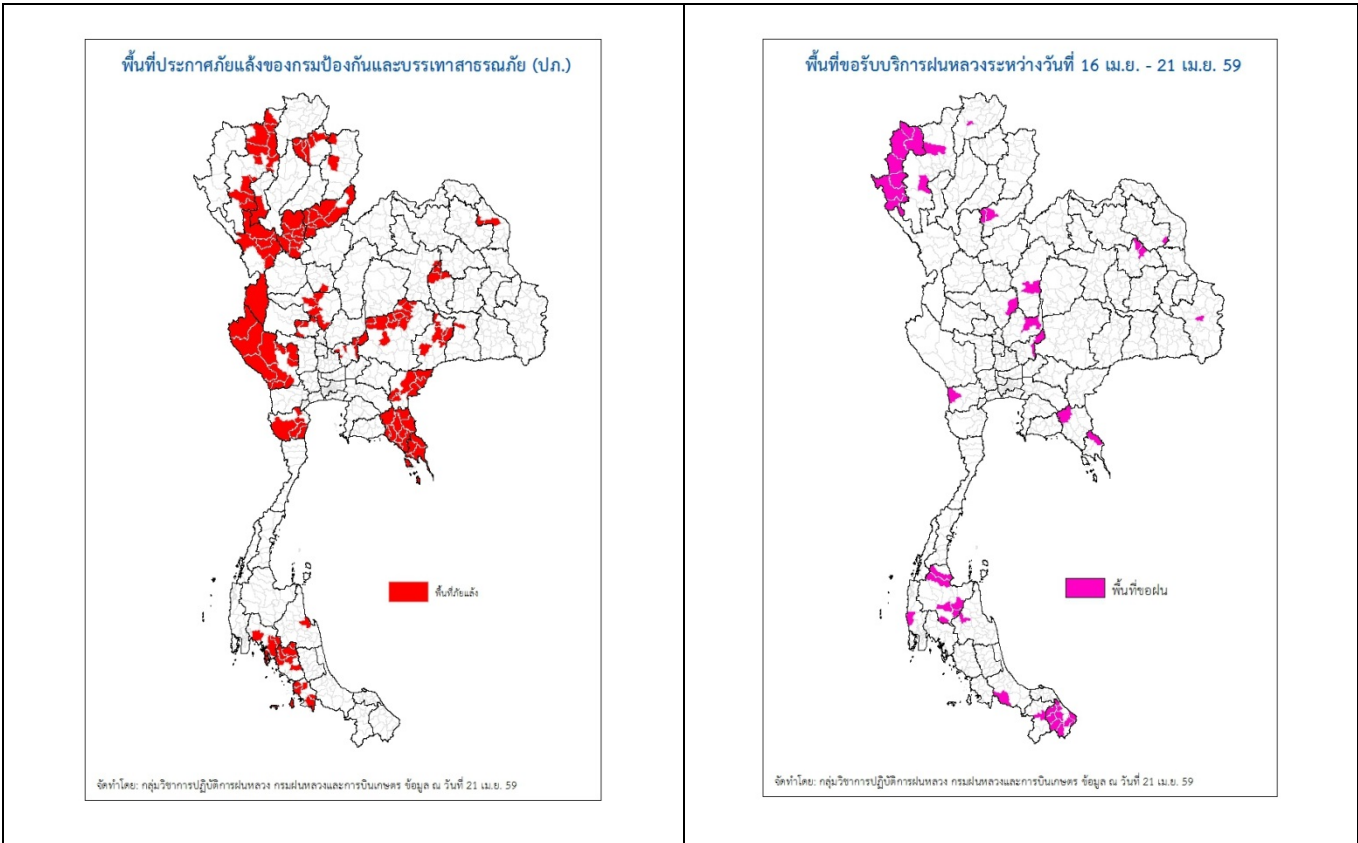 พื้นที่ประกาศภัยแล้งของกรมป้องกันและบรรเทาสาธรณภัย (ปภ.)
พื้นที่ภัยแล้ง
จัดทำโดย: กลุ่มวิชาการปฏิบัติการฝนหลวง กรมฝนหลวงและการบินเกษตร ข้อมูล ณ วันที่ 21 เม.ย. 59
พื้นที่ขอรับบริการฝนหลวงระหว่างวันที่ 16 เม.ย. - 21 เม.ย. 59
พื้นที่ขอฝน
จัดทำโดย: กลุ่มวิชาการปฏิบัติการฝนหลวง กรมฝนหลวงและการบินเกษตร ข้อมูล ณ วันที่ 21 เม.ย. 59